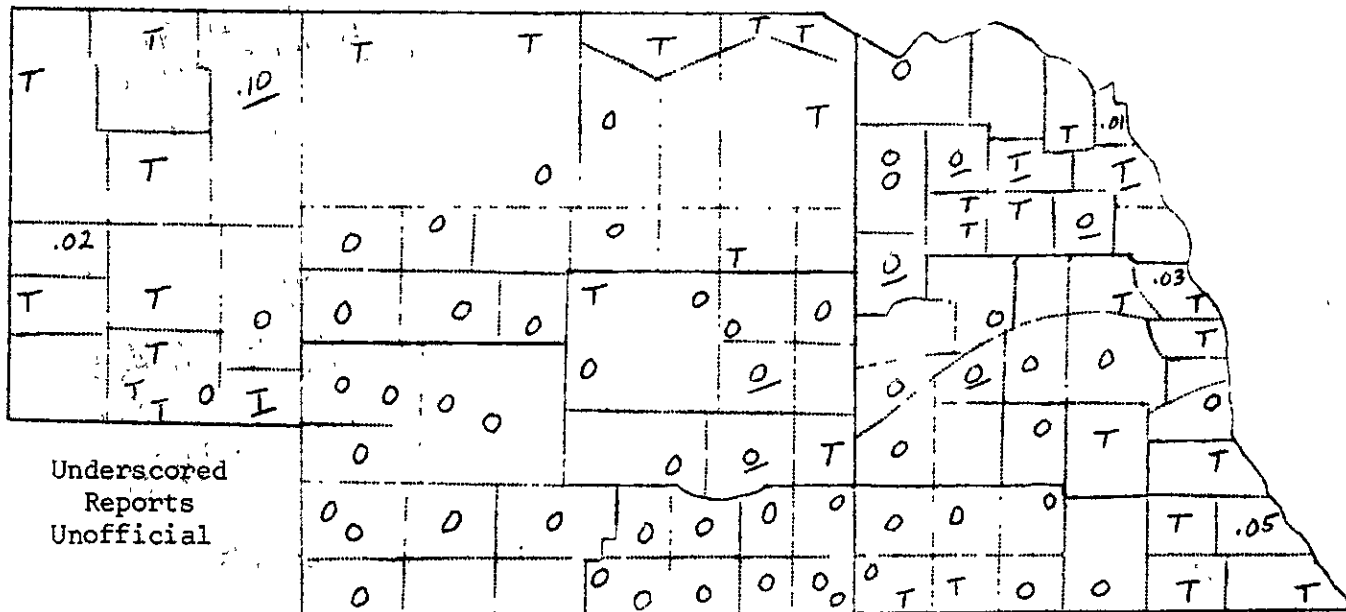 T T T T T T
T .10 0
0 T T .01
T 0 0 0 T T
0
T T
.02 0 0 0 T 0
T 0 .03
T T 0 0 T 0 0 T T
0 0 0 0 T
T 0 0 0 0 0
T 0 0 0 0 0 0
T T 0
0 T
0 0 0 T 0 T
0 0 0
0 0 0 0 0 0 0 0 T .05
0 0 0 0 0 0 0 0 T T 0 0 T T
Underscored
Reports
Unofficial